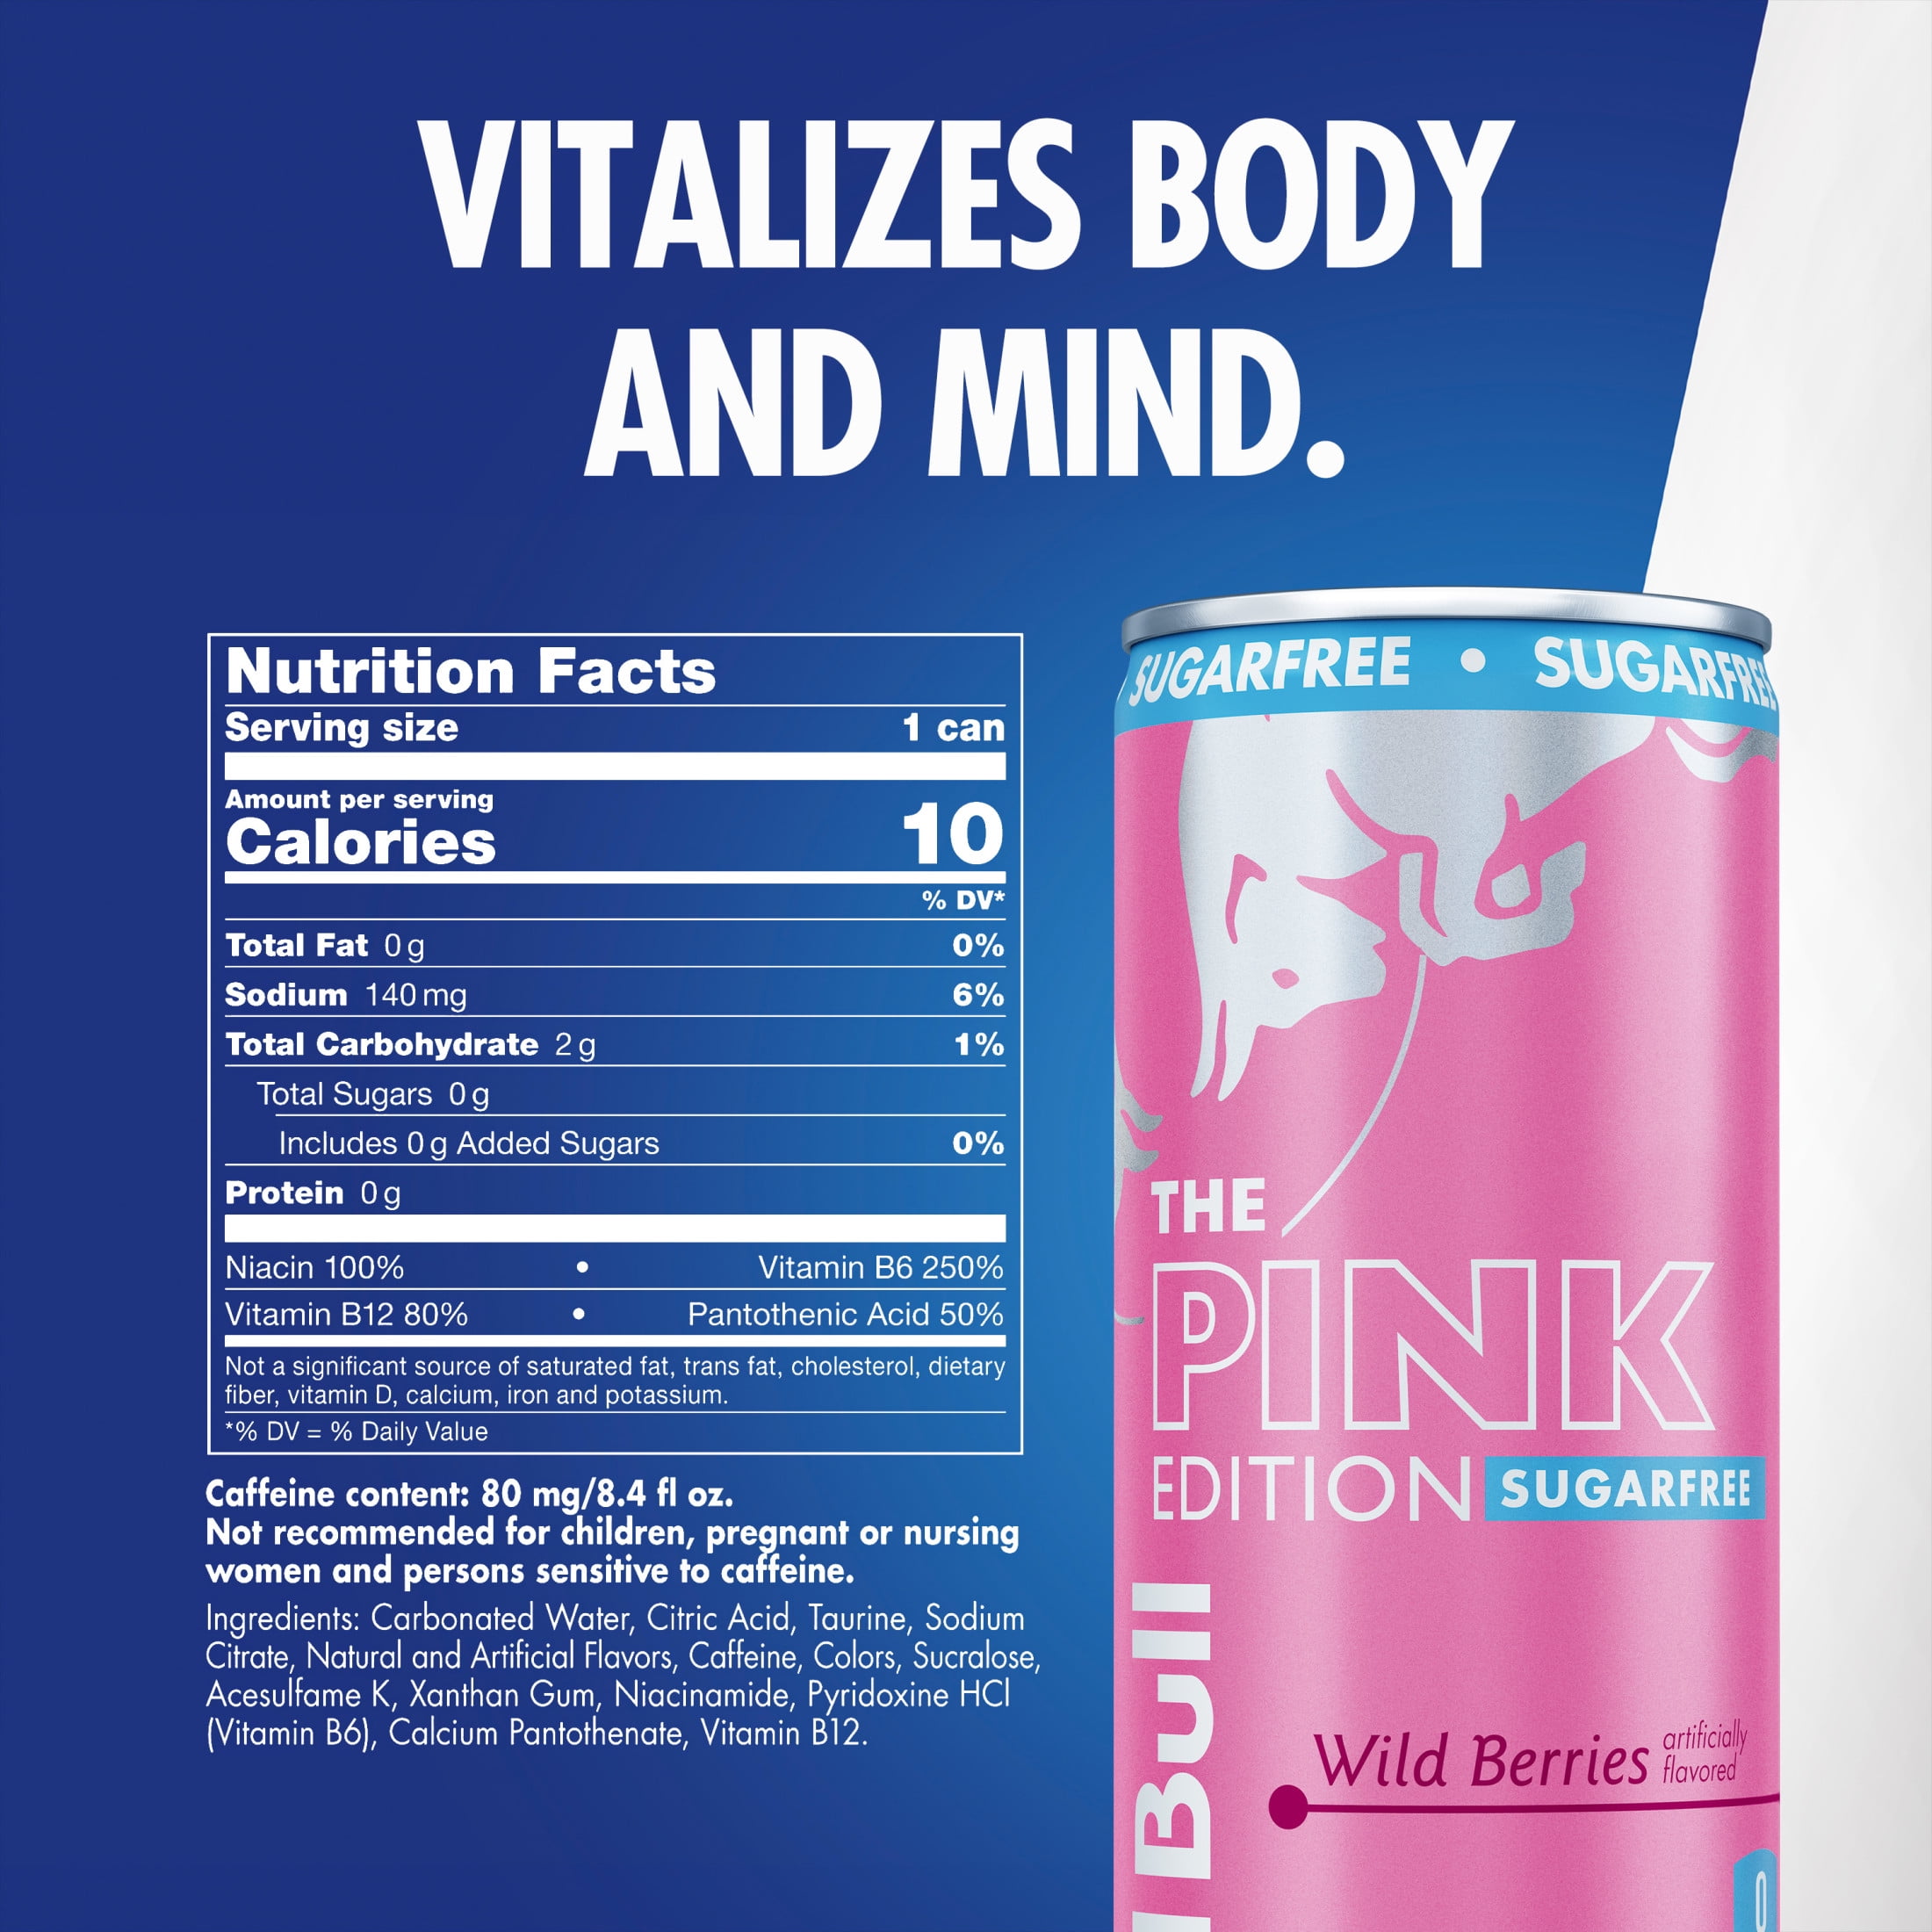 VITALIZES BODY
AND MIND.
Nutrition Facts
Serving size 1 can
Amount per serving
Calories 10
% DV*
Total Fat 0 g 0%
Sodium 140 mg 6%
Total Carbohydrate 2 g 1%
Total Sugars 0 g
Includes 0 g Added Sugars 0%
Protein 0 g
Niacin 100% • Vitamin B6 250%
Vitamin B12 80% • Pantothenic Acid 50%
Not a significant source of saturated fat, trans fat, cholesterol, dietary
fiber, vitamin D, calcium, iron and potassium.
*% DV = % Daily Value
Caffeine content: 80 mg/8.4 fl oz.
Not recommended for children, pregnant or nursing
women and persons sensitive to caffeine.
Ingredients: Carbonated Water, Citric Acid, Taurine, Sodium
Citrate, Natural and Artificial Flavors, Caffeine, Colors, Sucralose,
Acesulfame K, Xanthan Gum, Niacinamide, Pyridoxine HCl
(Vitamin B6), Calcium Pantothenate, Vitamin B12.
SUGARFREE • SUGARFREE
THE
PINK
EDITION SUGARFREE
Bull
Wild Berries artificially
flavored
0